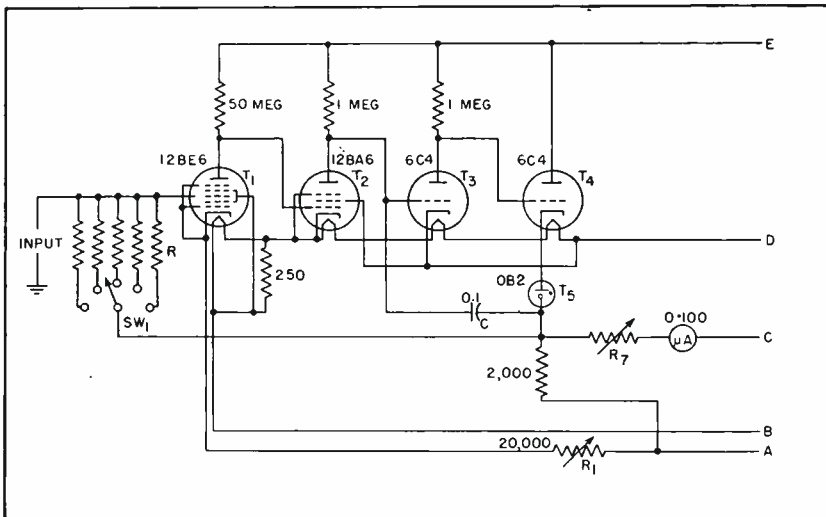 E
50 MEG
1 MEG
1 MEG
12BE6
T1
12BA6
T2
6C4
T3
6C4
T4
INPUT
R
SW1
250
D
OB2
T5
0.1
C
0·100
μA
C
R7
2,000
B
20,000
R1
A